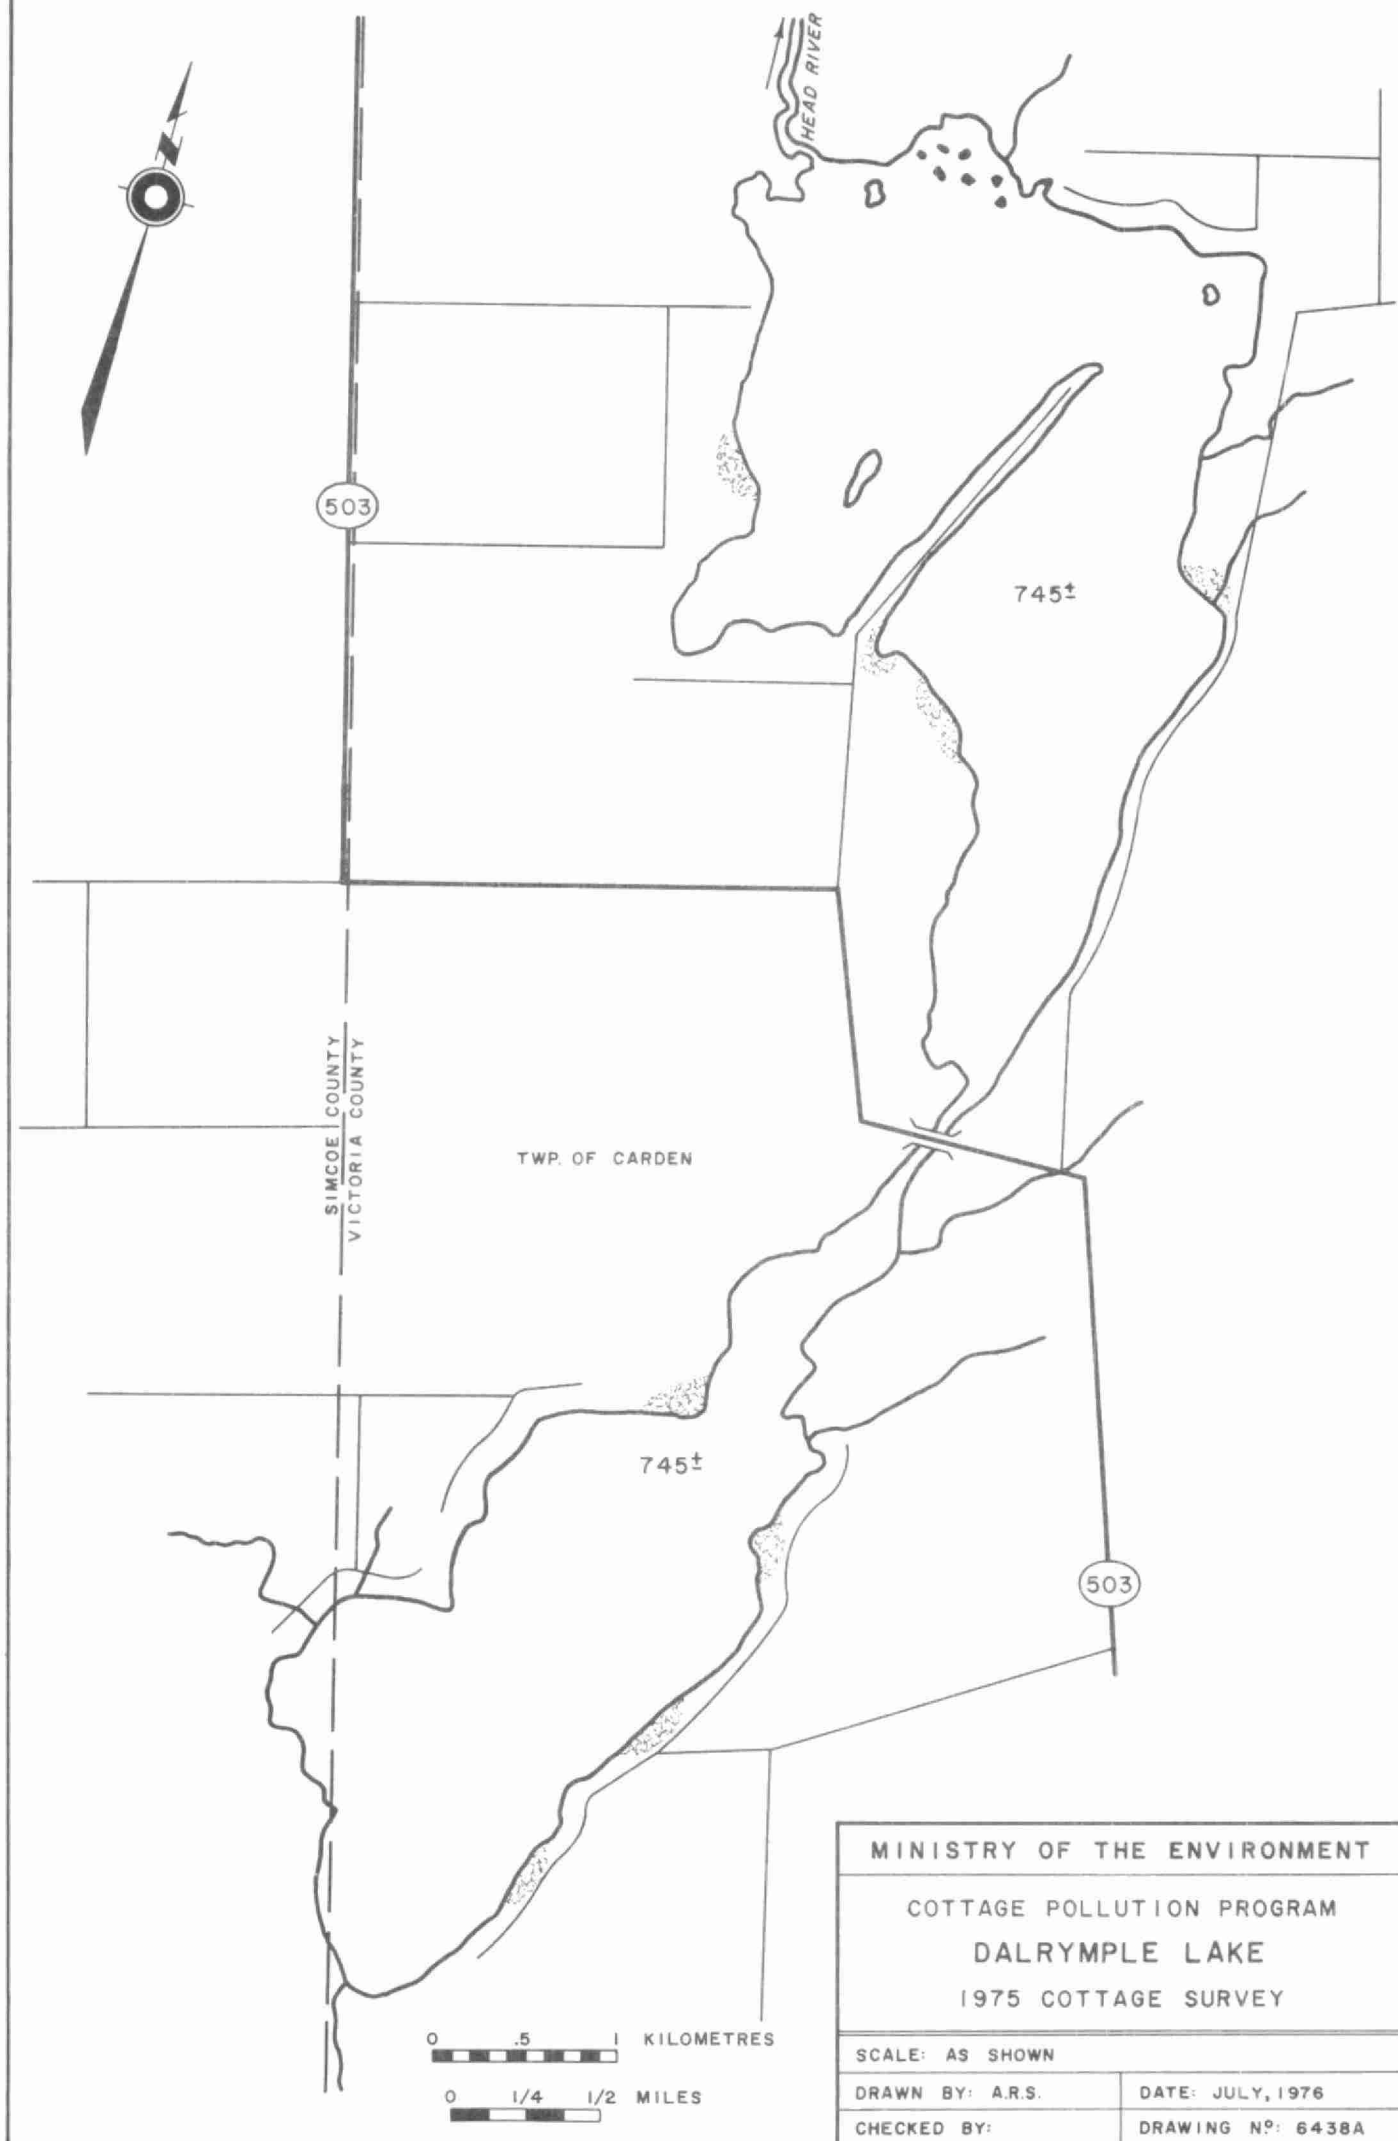 HEAD RIVER
N
503
745±
SIMCOE COUNTY
VICTORIA COUNTY
TWP. OF CARDEN
745±
503
MINISTRY OF THE ENVIRONMENT
COTTAGE POLLUTION PROGRAM
DALRYMPLE LAKE
1975 COTTAGE SURVEY
0 .5 1 KILOMETRES
0 1/4 1/2 MILES
SCALE: AS SHOWN
DRAWN BY: A.R.S.
DATE: JULY, 1976
CHECKED BY:
DRAWING Nº: 6438A